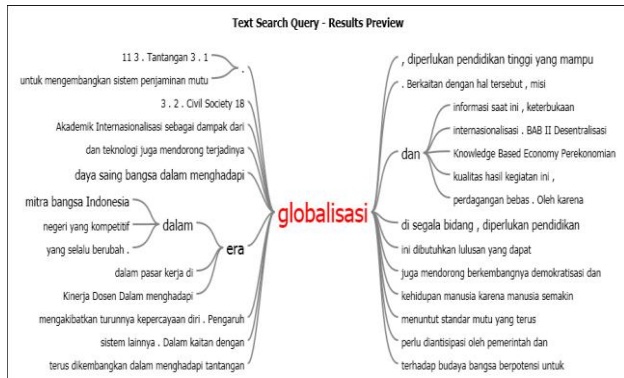 Text Search Query - Results Preview
11 3 . Tantangan 3 . 1
untuk mengembangkan sistem penjaminan mutu
.
3 . 2 . Civil Society 18
Akademik Internasionalisasi sebagai dampak dari
dan teknologi juga mendorong terjadinya
daya saing bangsa dalam menghadapi
mitra bangsa Indonesia
negeri yang kompetitif
yang selalu berubah .
dalam
dalam pasar kerja di
Kinerja Dosen Dalam menghadapi
era
mengakibatkan turunnya kepercayaan diri . Pengaruh
sistem lainnya . Dalam kaitan dengan
terus dikembangkan dalam menghadapi tantangan
globalisasi
, diperlukan pendidikan tinggi yang mampu
. Berkaitan dengan hal tersebut , misi
dan
informasi saat ini , keterbukaan
internasionalisasi . BAB II Desentralisasi
Knowledge Based Economy Perekonomian
kualitas hasil kegiatan ini ,
perdagangan bebas . Oleh karena
di segala bidang , diperlukan pendidikan
ini dibutuhkan lulusan yang dapat
juga mendorong berkembangnya demokratisasi dan
kehidupan manusia karena manusia semakin
menuntut standar mutu yang terus
perlu diantisipasi oleh pemerintah dan
terhadap budaya bangsa berpotensi untuk